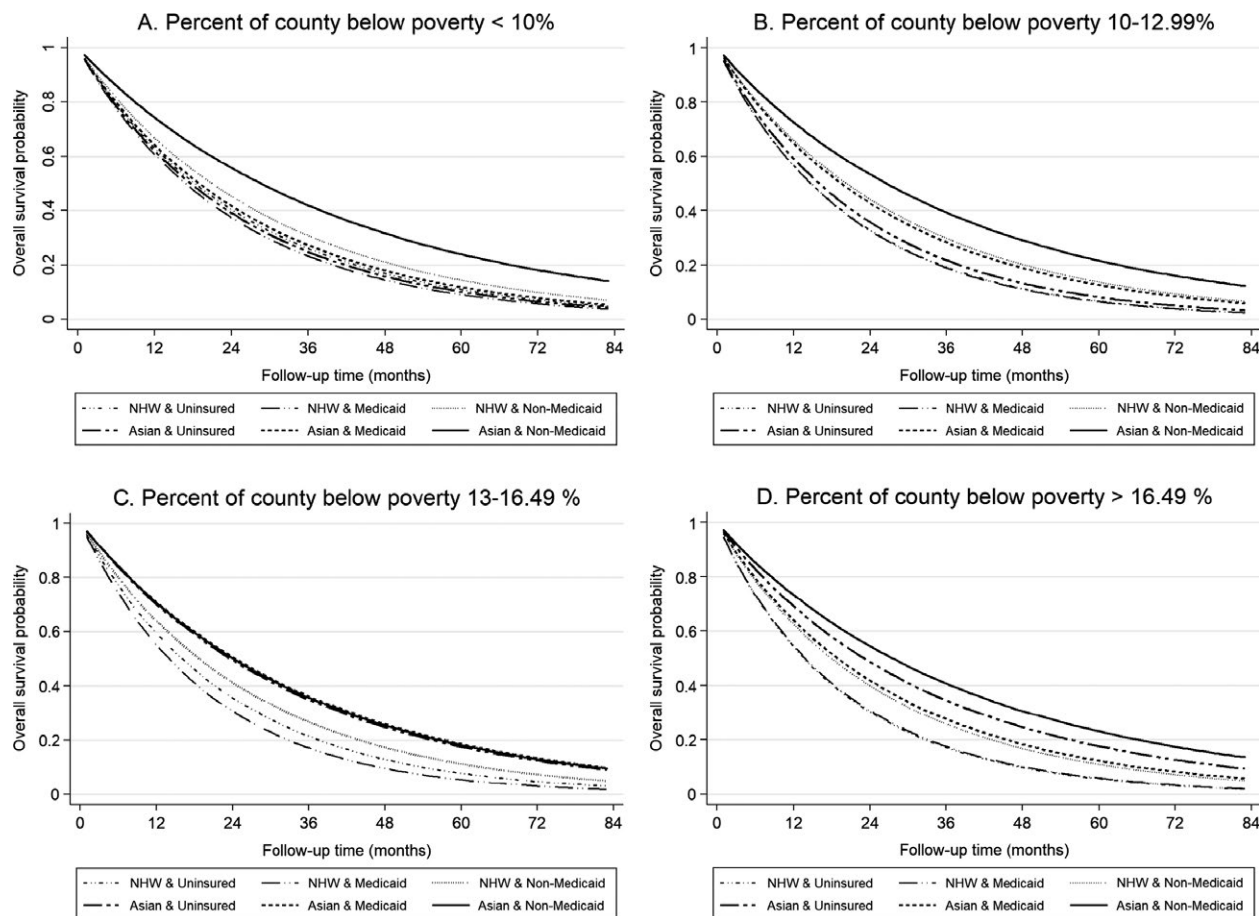 A. Percent of county below poverty < 10%
Overall survival probability
1
0.8
0.6
0.4
0.2
0
0 12 24 36 48 60 72 84
Follow-up time (months)
NHW & Uninsured NHW & Medicaid NHW & Non-Medicaid
Asian & Uninsured Asian & Medicaid Asian & Non-Medicaid
B. Percent of county below poverty 10-12.99%
Overall survival probability
1
0.8
0.6
0.4
0.2
0
0 12 24 36 48 60 72 84
Follow-up time (months)
NHW & Uninsured NHW & Medicaid NHW & Non-Medicaid
Asian & Uninsured Asian & Medicaid Asian & Non-Medicaid
C. Percent of county below poverty 13-16.49 %
Overall survival probability
1
0.8
0.6
0.4
0.2
0
0 12 24 36 48 60 72 84
Follow-up time (months)
NHW & Uninsured NHW & Medicaid NHW & Non-Medicaid
Asian & Uninsured Asian & Medicaid Asian & Non-Medicaid
D. Percent of county below poverty > 16.49 %
Overall survival probability
1
0.8
0.6
0.4
0.2
0
0 12 24 36 48 60 72 84
Follow-up time (months)
NHW & Uninsured NHW & Medicaid NHW & Non-Medicaid
Asian & Uninsured Asian & Medicaid Asian & Non-Medicaid